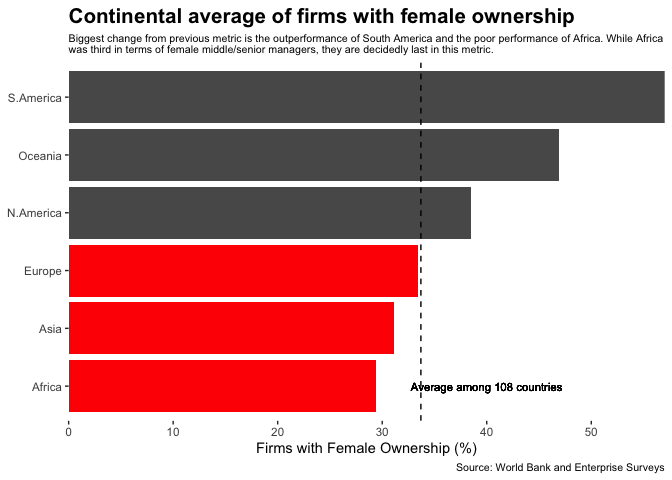 Continental average of firms with female ownership
Biggest change from previous metric is the outperformance of South America and the poor performance of Africa. While Africa
was third in terms of female middle/senior managers, they are decidedly last in this metric.
S.America
Oceania
N.America
Europe
Asia
Africa
Average among 108 countries
0 10 20 30 40 50
Firms with Female Ownership (%)
Source: World Bank and Enterprise Surveys